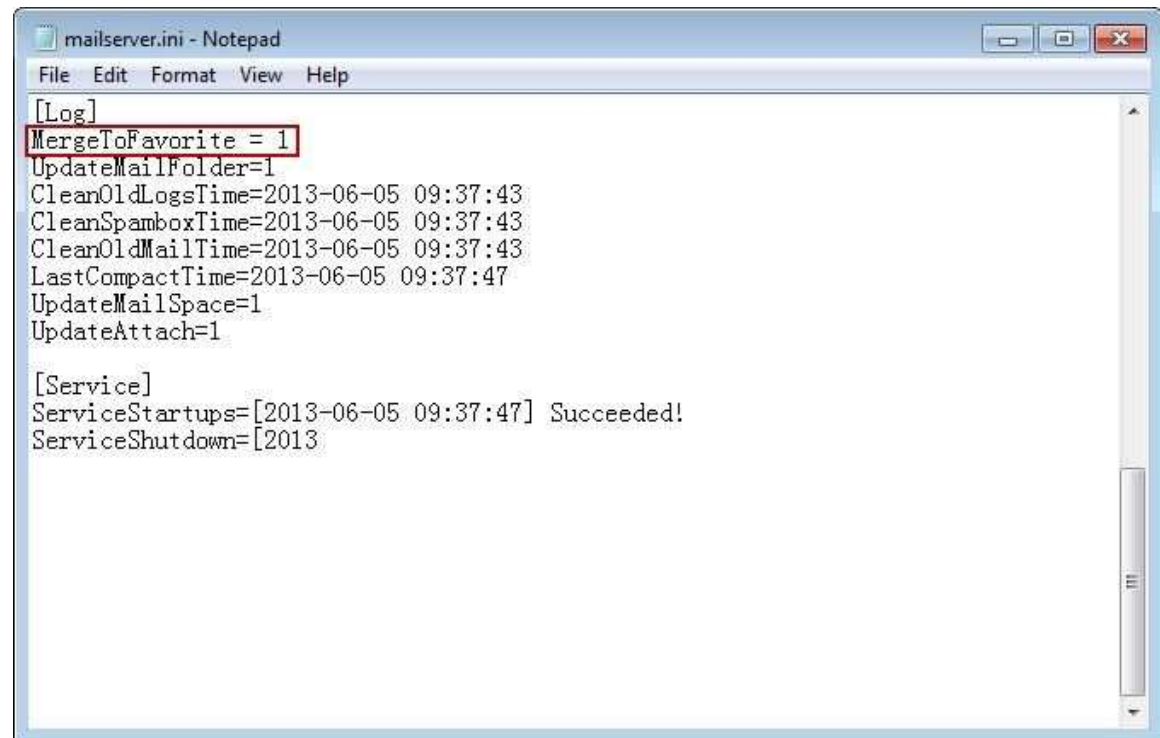 mailserver.ini - Notepad
File Edit Format View Help
[Log]
MergeToFavorite = 1
UpdateMailFolder=1
CleanOldLogsTime=2013-06-05 09:37:43
CleanSpamboxTime=2013-06-05 09:37:43
CleanOldMailTime=2013-06-05 09:37:43
LastCompactTime=2013-06-05 09:37:47
UpdateMailSpace=1
UpdateAttach=1
[Service]
ServiceStartups=[2013-06-05 09:37:47] Succeeded!
ServiceShutdown=[2013